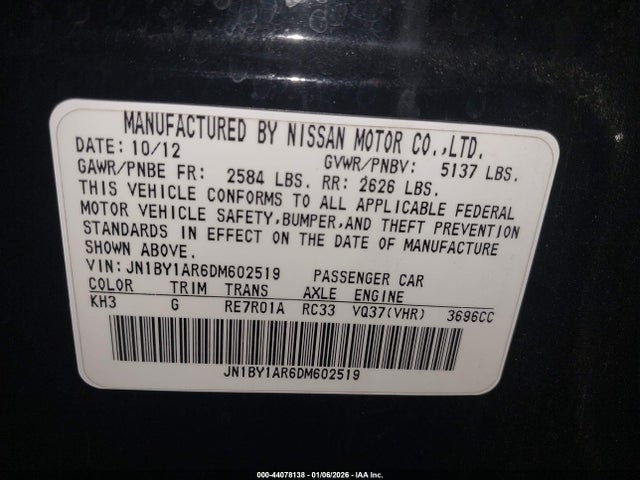 MANUFACTURED BY NISSAN MOTOR CO.,LTD.
DATE: 10/12 GVWR/PNBV: 5137 LBS.
GAWR/PNBE FR: 2584 LBS. RR: 2626 LBS.
THIS VEHICLE CONFORMS TO ALL APPLICABLE FEDERAL
MOTOR VEHICLE SAFETY,BUMPER,AND THEFT PREVENTION
STANDARDS IN EFFECT ON THE DATE OF MANUFACTURE
SHOWN ABOVE.
VIN: JN1BY1AR6DM602519 PASSENGER CAR
COLOR TRIM TRANS AXLE ENGINE
KH3 G RE7R01A RC33 VQ37(VHR) 3696CC
JN1BY1AR6DM602519
000-44078138 - 01/06/2026 - IAA Inc.